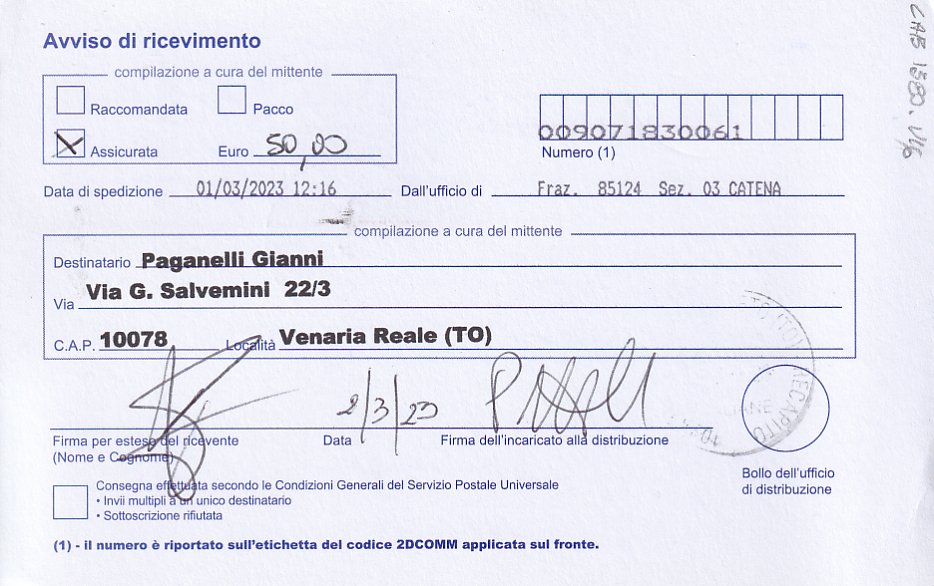 Avviso di ricevimento
compilazione a cura del mittente
Raccomandata Pacco
X Assicurata Euro 50,00
009071830061
Numero (1)
Data di spedizione 01/03/2023 12:16 Dall'ufficio di Fraz. 85124 Sez. 03 CATENA
compilazione a cura del mittente
Destinatario Paganelli Gianni
Via Via G. Salvemini 22/3
C.A.P. 10078 Località Venaria Reale (TO)
2/3/23
Firma per esteso del ricevente Data Firma dell'incaricato alla distribuzione
(Nome e Cognome)
RECAPITO
Bollo dell'ufficio
di distribuzione
Consegna effettuata secondo le Condizioni Generali del Servizio Postale Universale
• Invii multipli a un unico destinatario
• Sottoscrizione rifiutata
(1) - il numero è riportato sull'etichetta del codice 2DCOMM applicata sul fronte.